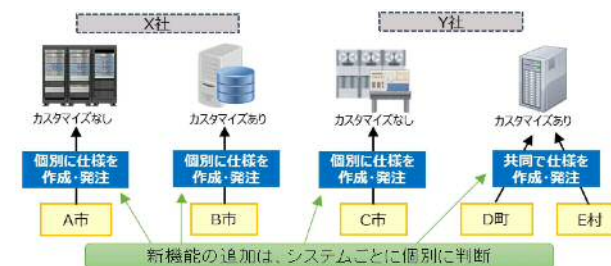 X社
Y社
カスタマイズなし
カスタマイズあり
カスタマイズなし
カスタマイズあり
個別に仕様を
作成・発注
個別に仕様を
作成・発注
個別に仕様を
作成・発注
共同で仕様を
作成・発注
A市
B市
C市
D町
E村
新機能の追加は、システムごとに個別に判断